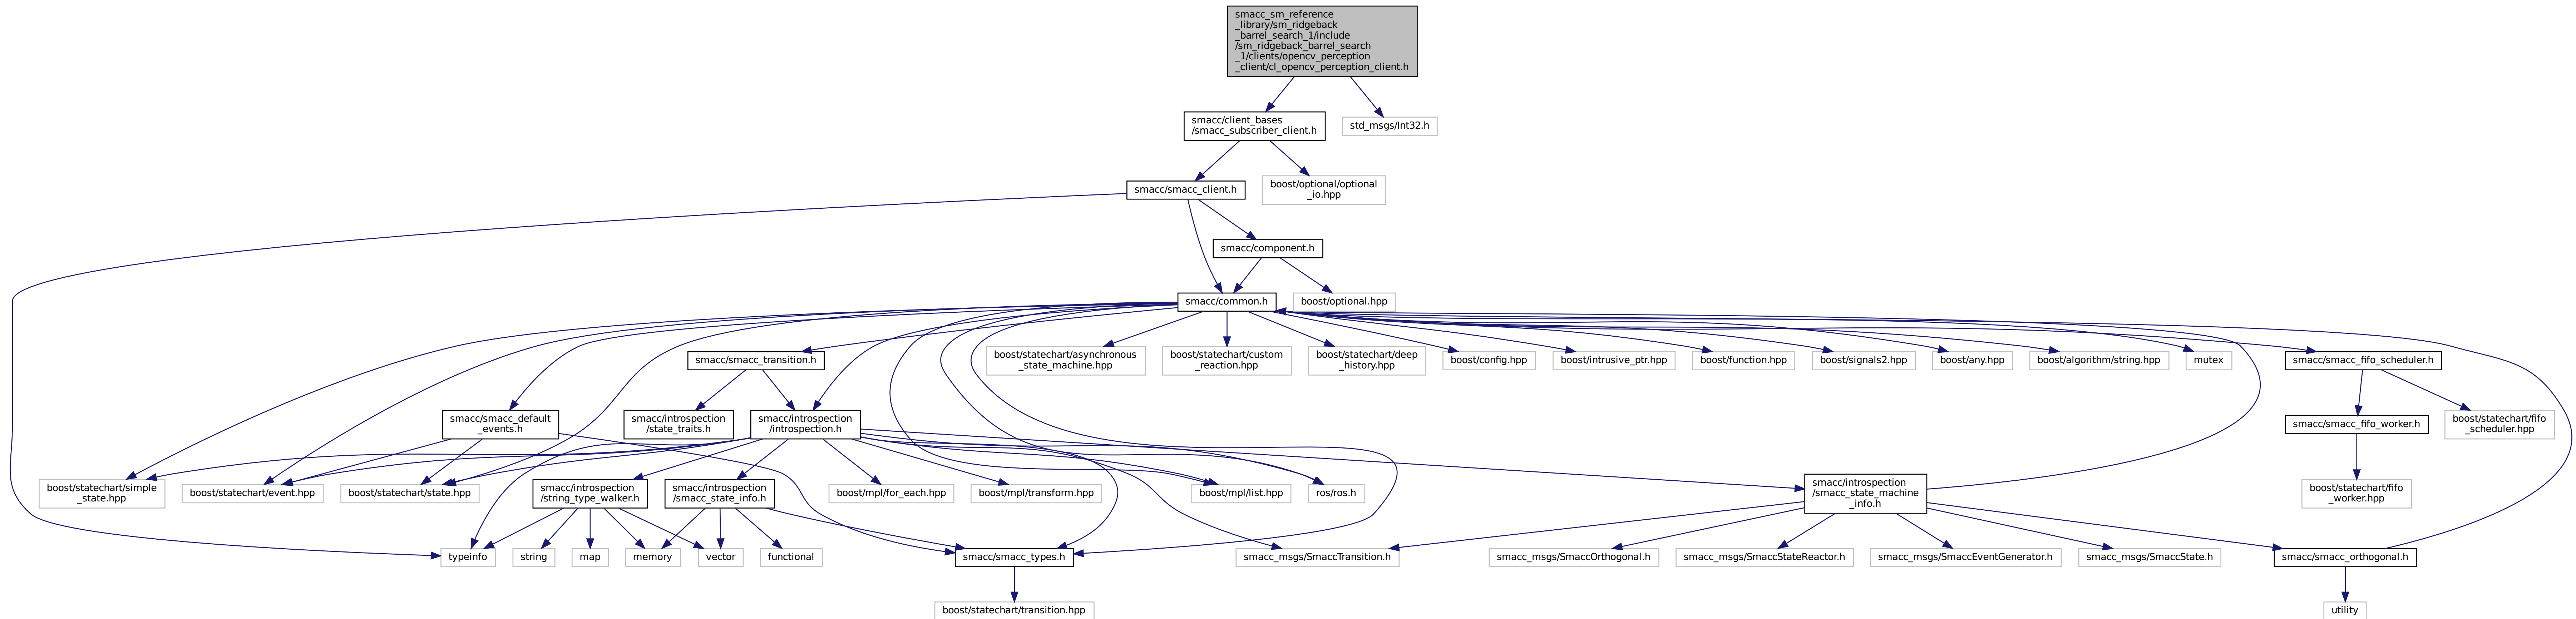 smacc_sm_reference
_library/sm_ridgeback
_barrel_search_1/include
/sm_ridgeback_barrel_search
_1/clients/opencv_perception
_client/cl_opencv_perception_client.h
smacc/client_bases
/smacc_subscriber_client.h
std_msgs/Int32.h
smacc/smacc_client.h
boost/optional/optional
_io.hpp
smacc/component.h
smacc/common.h
boost/optional.hpp
smacc/smacc_transition.h
boost/statechart/asynchronous
_state_machine.hpp
boost/statechart/custom
_reaction.hpp
boost/statechart/deep
_history.hpp
boost/config.hpp
boost/intrusive_ptr.hpp
boost/function.hpp
boost/signals2.hpp
boost/any.hpp
boost/algorithm/string.hpp
mutex
smacc/smacc_fifo_scheduler.h
smacc/smacc_default
_events.h
smacc/introspection
/state_traits.h
smacc/introspection
/introspection.h
smacc/smacc_fifo_worker.h
boost/statechart/fifo
_scheduler.hpp
boost/statechart/simple
_state.hpp
boost/statechart/event.hpp
boost/statechart/state.hpp
smacc/introspection
/string_type_walker.h
smacc/introspection
/smacc_state_info.h
boost/mpl/for_each.hpp
boost/mpl/transform.hpp
boost/mpl/list.hpp
ros/ros.h
smacc/introspection
/smacc_state_machine
_info.h
boost/statechart/fifo
_worker.hpp
typeinfo
string
map
memory
vector
functional
smacc/smacc_types.h
smacc_msgs/SmaccTransition.h
smacc_msgs/SmaccOrthogonal.h
smacc_msgs/SmaccStateReactor.h
smacc_msgs/SmaccEventGenerator.h
smacc_msgs/SmaccState.h
smacc/smacc_orthogonal.h
boost/statechart/transition.hpp
utility